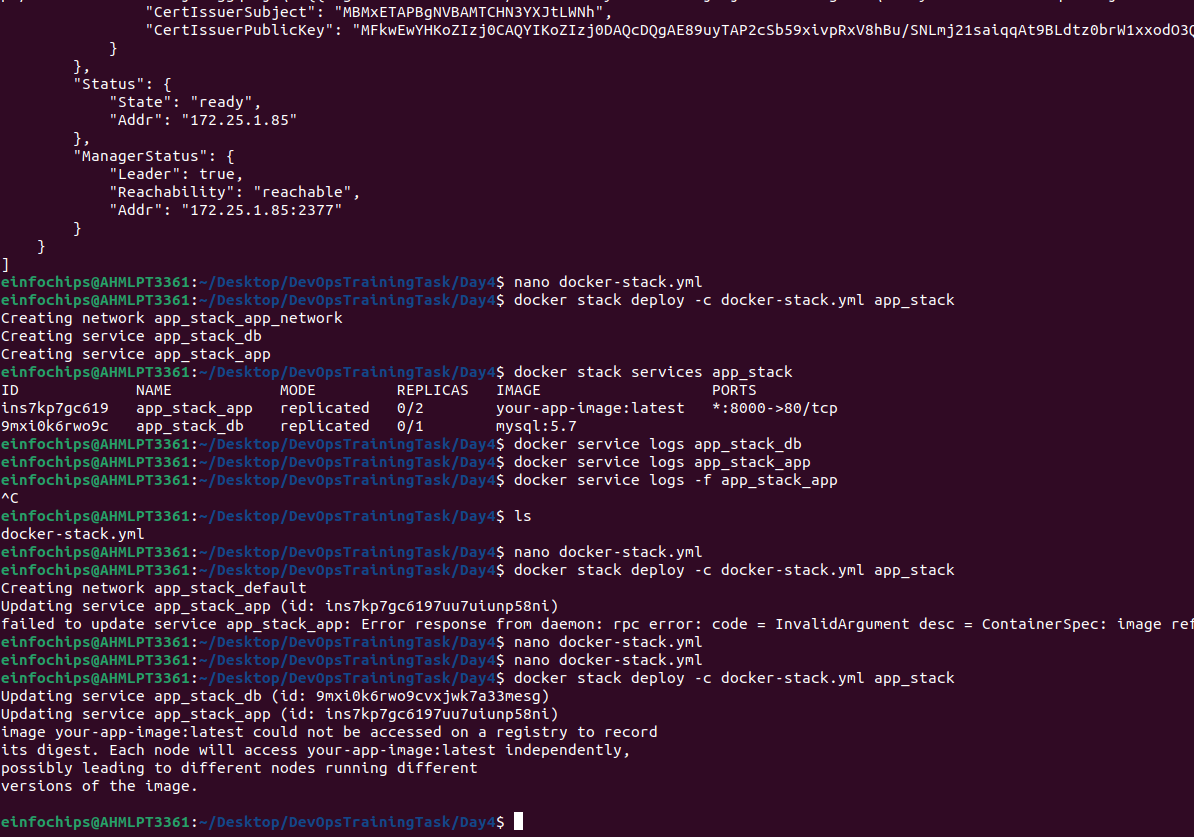 "CertIssuerSubject": "MBMxETAPBgNVBAMTCHN3YXJtLWNh",
"CertIssuerPublicKey": "MFkwEwYHKoZIzj0CAQYIKoZIzj0DAQcDQgAE89uyTAP2cSb59xivpRxV8hBu/SNLmj21saiqqAt9BLdtz0brW1xxodO3Q
}
},
"Status": {
"State": "ready",
"Addr": "172.25.1.85"
},
"ManagerStatus": {
"Leader": true,
"Reachability": "reachable",
"Addr": "172.25.1.85:2377"
}
}
]
einfochips@AHMLPT3361:~/Desktop/DevOpsTrainingTask/Day4$ nano docker-stack.yml
einfochips@AHMLPT3361:~/Desktop/DevOpsTrainingTask/Day4$ docker stack deploy -c docker-stack.yml app_stack
Creating network app_stack_app_network
Creating service app_stack_db
Creating service app_stack_app
einfochips@AHMLPT3361:~/Desktop/DevOpsTrainingTask/Day4$ docker stack services app_stack
ID NAME MODE REPLICAS IMAGE PORTS
ins7kp7gc619 app_stack_app replicated 0/2 your-app-image:latest *:8000->80/tcp
9mxi0k6rwo9c app_stack_db replicated 0/1 mysql:5.7
einfochips@AHMLPT3361:~/Desktop/DevOpsTrainingTask/Day4$ docker service logs app_stack_db
einfochips@AHMLPT3361:~/Desktop/DevOpsTrainingTask/Day4$ docker service logs app_stack_app
einfochips@AHMLPT3361:~/Desktop/DevOpsTrainingTask/Day4$ docker service logs -f app_stack_app
^C
einfochips@AHMLPT3361:~/Desktop/DevOpsTrainingTask/Day4$ ls
docker-stack.yml
einfochips@AHMLPT3361:~/Desktop/DevOpsTrainingTask/Day4$ nano docker-stack.yml
einfochips@AHMLPT3361:~/Desktop/DevOpsTrainingTask/Day4$ docker stack deploy -c docker-stack.yml app_stack
Creating network app_stack_default
Updating service app_stack_app (id: ins7kp7gc6197uu7uiunp58ni)
failed to update service app_stack_app: Error response from daemon: rpc error: code = InvalidArgument desc = ContainerSpec: image ref
einfochips@AHMLPT3361:~/Desktop/DevOpsTrainingTask/Day4$ nano docker-stack.yml
einfochips@AHMLPT3361:~/Desktop/DevOpsTrainingTask/Day4$ nano docker-stack.yml
einfochips@AHMLPT3361:~/Desktop/DevOpsTrainingTask/Day4$ docker stack deploy -c docker-stack.yml app_stack
Updating service app_stack_db (id: 9mxi0k6rwo9cvxjwk7a33mesg)
Updating service app_stack_app (id: ins7kp7gc6197uu7uiunp58ni)
image your-app-image:latest could not be accessed on a registry to record
its digest. Each node will access your-app-image:latest independently,
possibly leading to different nodes running different
versions of the image.
einfochips@AHMLPT3361:~/Desktop/DevOpsTrainingTask/Day4$